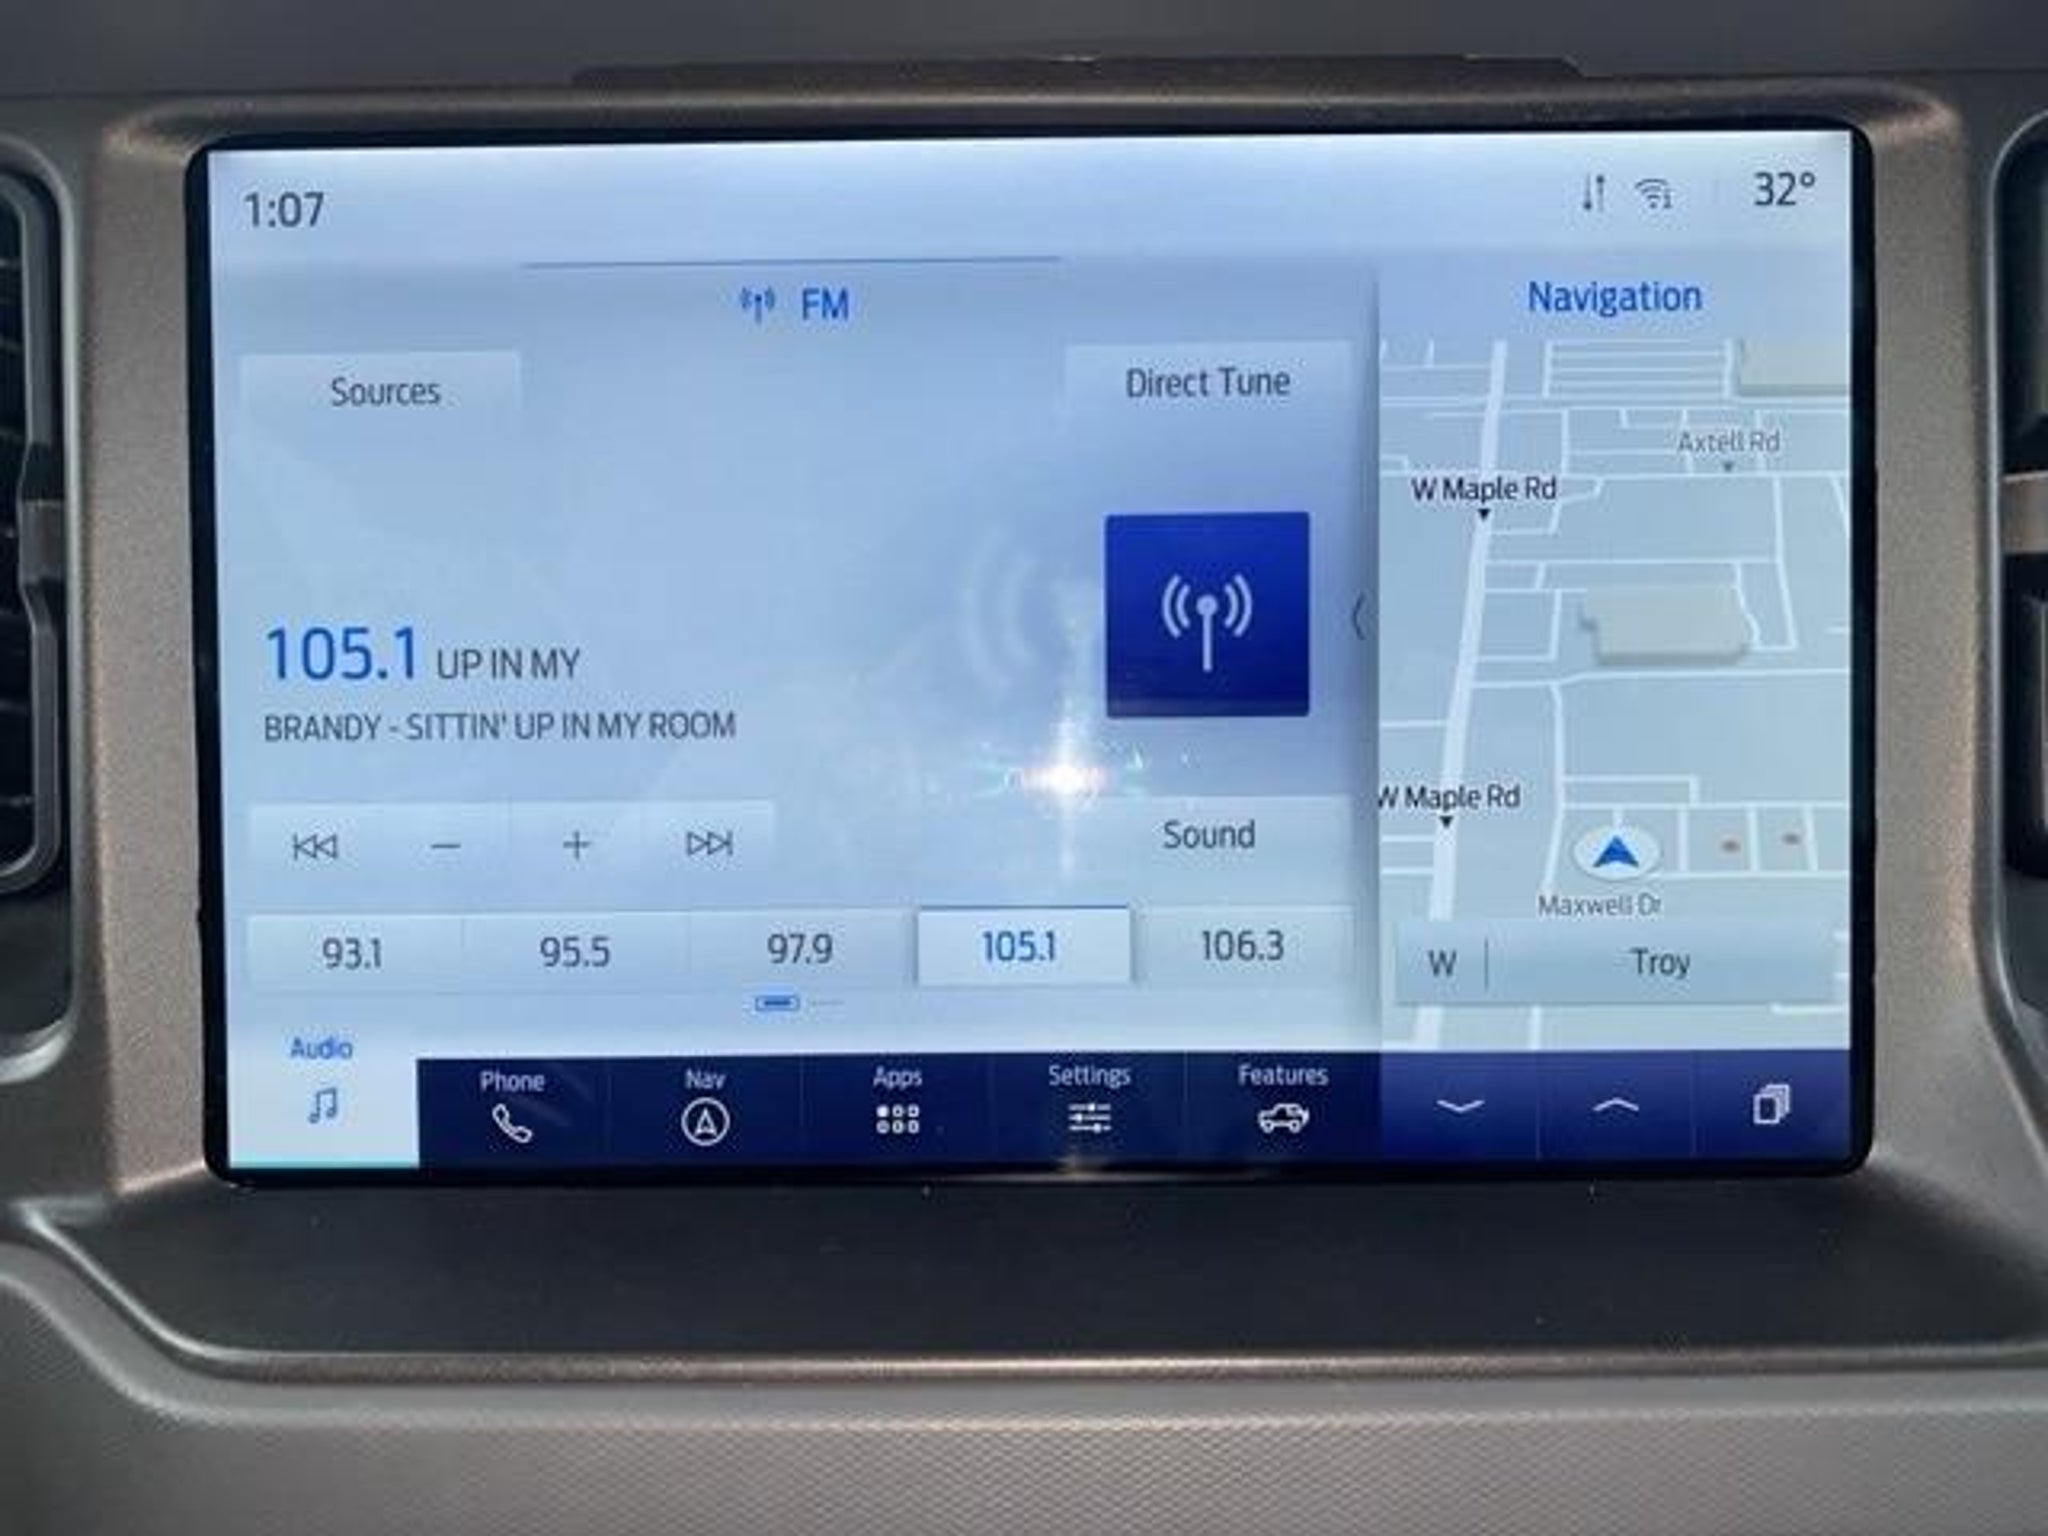 1:07
32°
FM
Navigation
Sources
Direct Tune
Axtell Rd
W Maple Rd
105.1 UP IN MY
BRANDY - SITTIN' UP IN MY ROOM
W Maple Rd
Sound
Maxwell Dr
93.1
95.5
97.9
105.1
106.3
W
Troy
Audio
Phone
Nav
Apps
Settings
Features